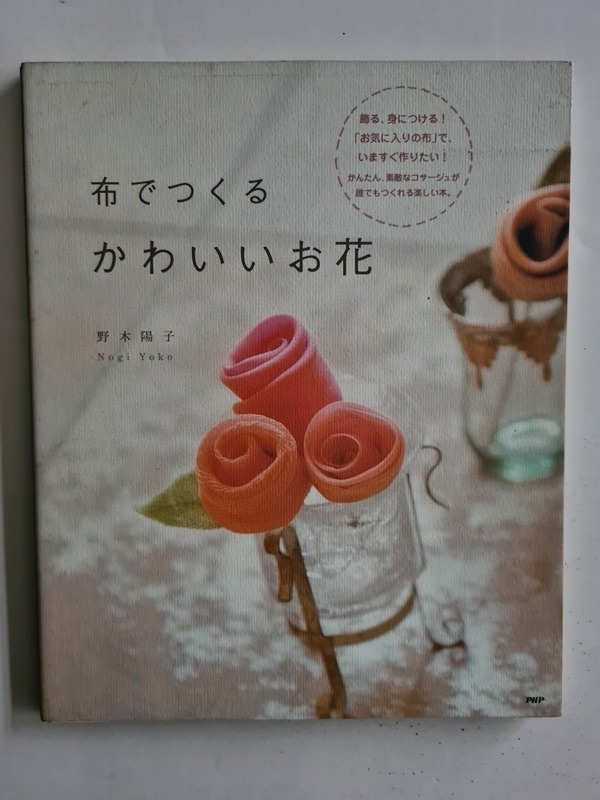 飾る、身につける！
「お気に入りの布」で、
いますぐ作りたい！
かんたん、素敵なコサージュが
誰でもつくれる楽しい本。
布でつくる
かわいいお花
野木陽子
Nogi Yoko
PHP